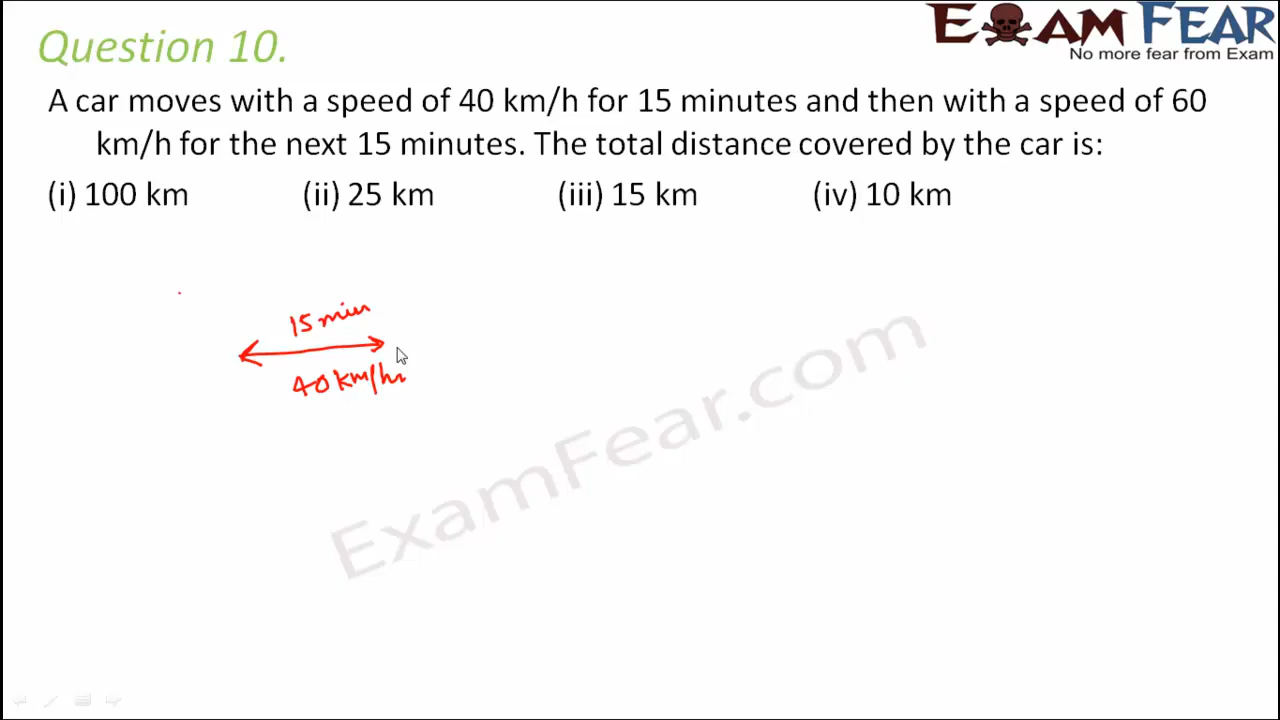 EXAM FEAR
No more fear from Exam
Question 10.
A car moves with a speed of 40 km/h for 15 minutes and then with a speed of 60
km/h for the next 15 minutes. The total distance covered by the car is:
(i) 100 km (ii) 25 km (iii) 15 km (iv) 10 km
15 min
40 km/hr
ExamFear.com